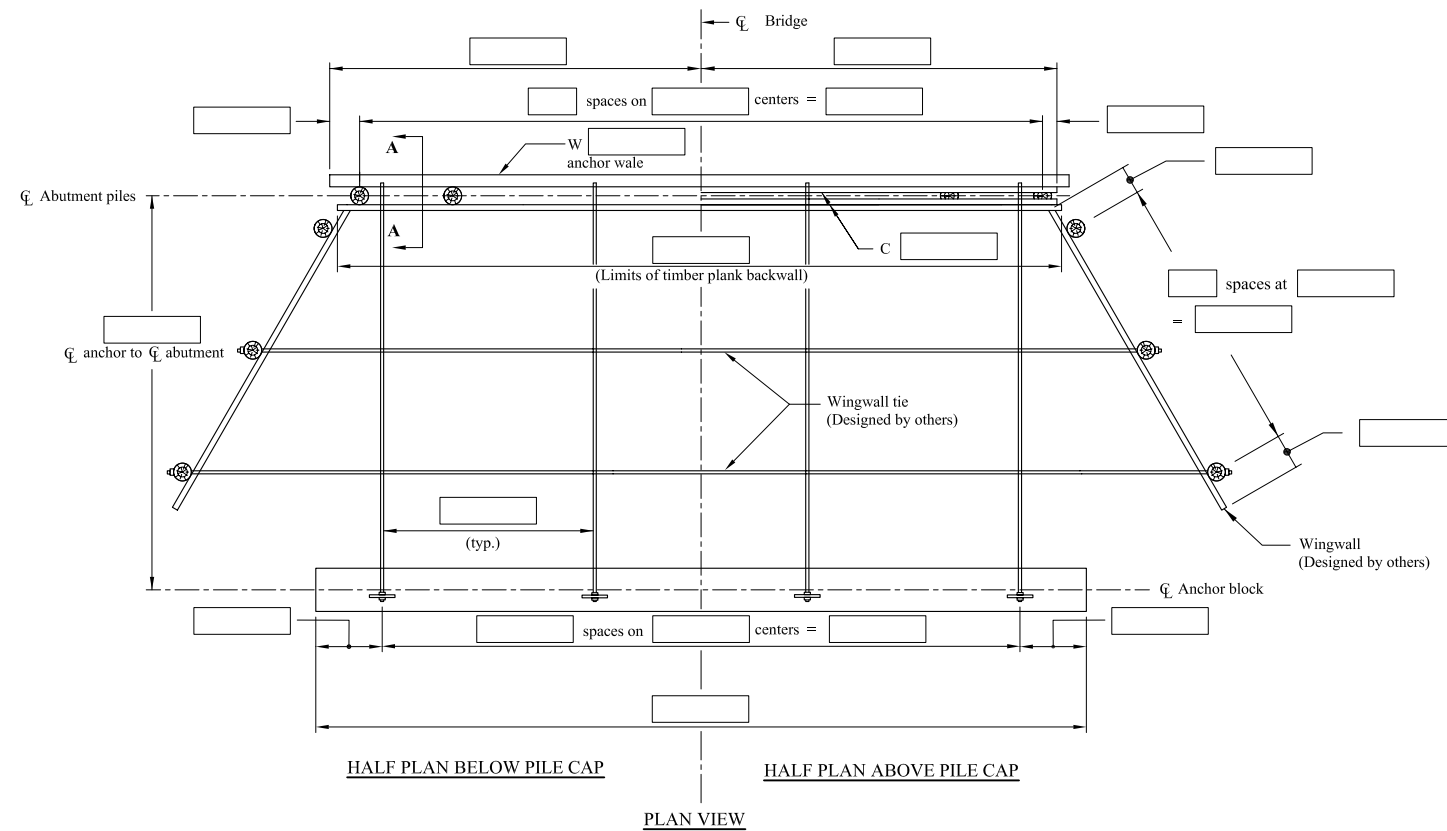 ℄ Bridge
spaces on centers =
A
W
anchor wale
℄ Abutment piles
A
C
(Limits of timber plank backwall)
spaces at
=
℄ anchor to ℄ abutment
Wingwall tie
(Designed by others)
(typ.)
Wingwall
(Designed by others)
℄ Anchor block
spaces on centers =
HALF PLAN BELOW PILE CAP
HALF PLAN ABOVE PILE CAP
PLAN VIEW